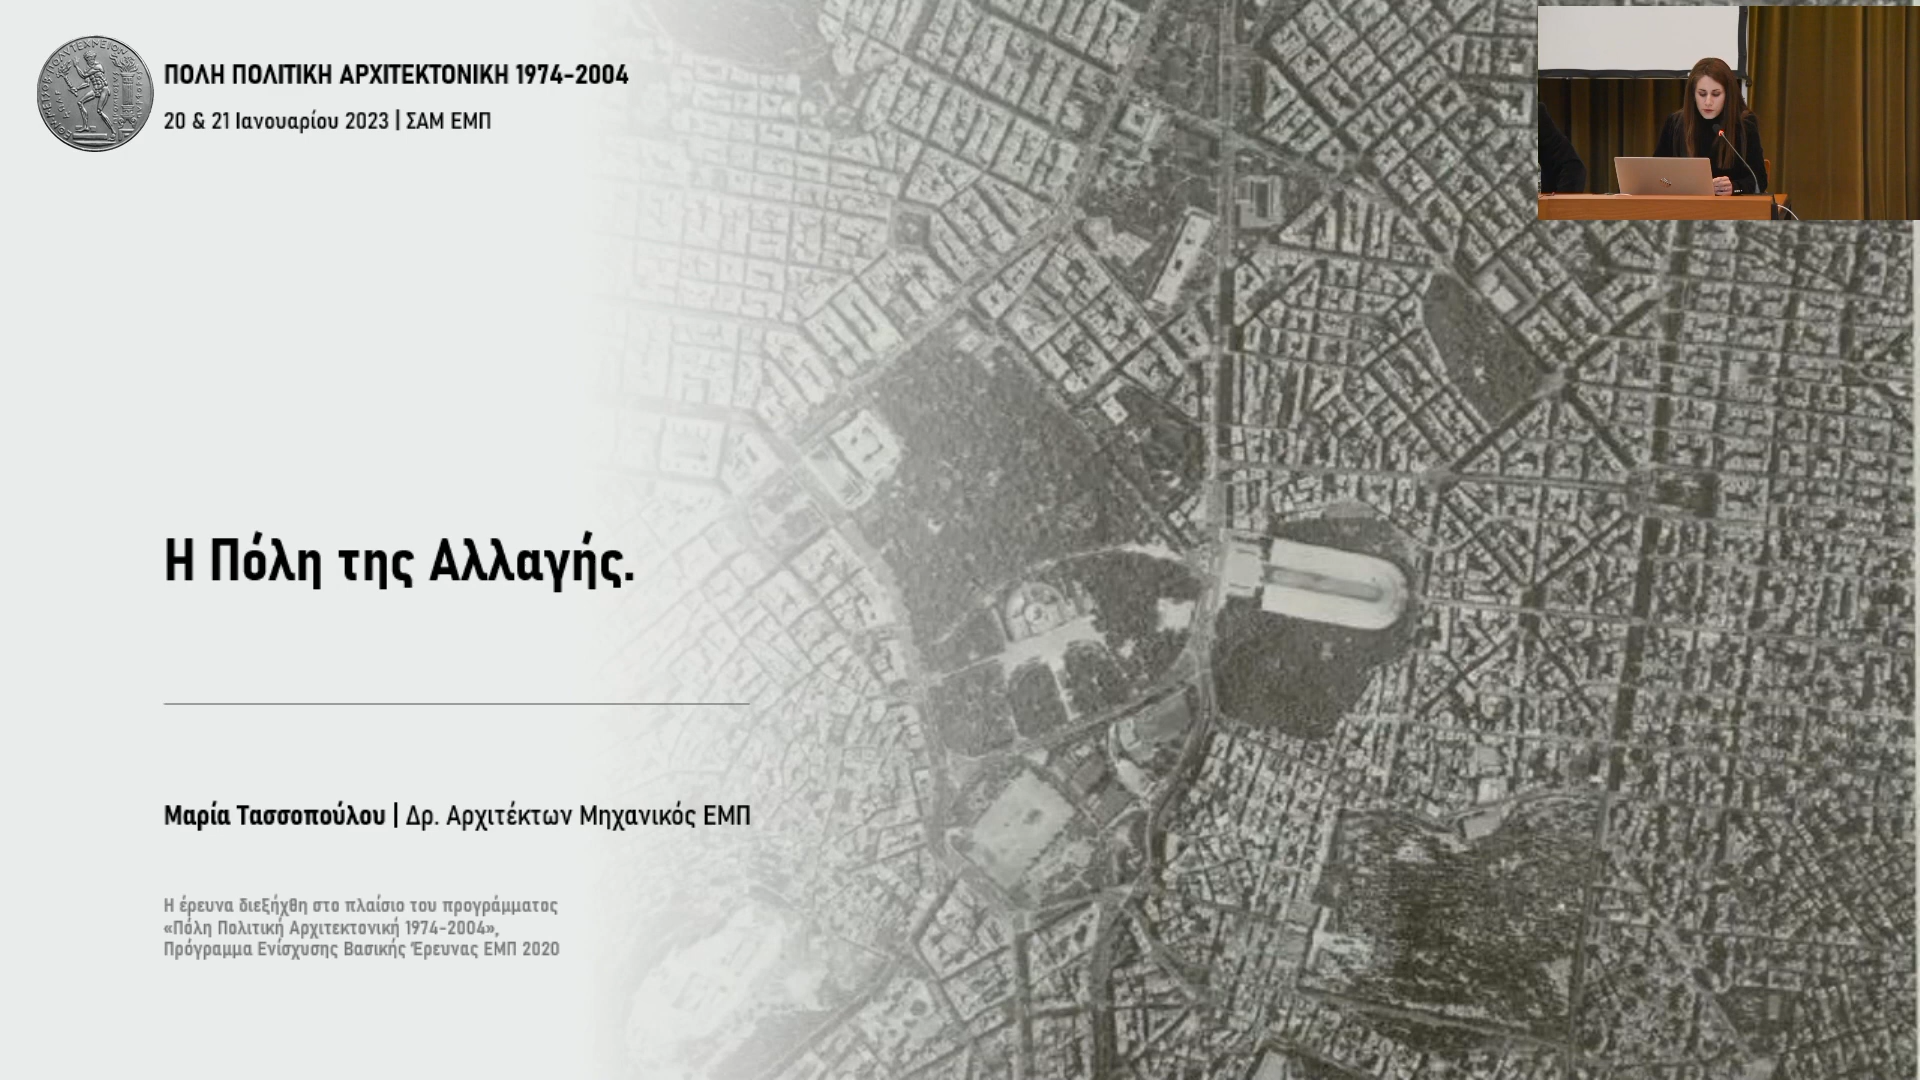 ΠΟΛΗ ΠΟΛΙΤΙΚΗ ΑΡΧΙΤΕΚΤΟΝΙΚΗ 1974-2004
20 & 21 Ιανουαρίου 2023 | ΣΑΜ ΕΜΠ
Η Πόλη της Αλλαγής.
Μαρία Τασσοπούλου | Δρ. Αρχιτέκτων Μηχανικός ΕΜΠ
Η έρευνα διεξήχθη στο πλαίσιο του προγράμματος
«Πόλη Πολιτική Αρχιτεκτονική 1974-2004»,
Πρόγραμμα Ενίσχυσης Βασικής Έρευνας ΕΜΠ 2020